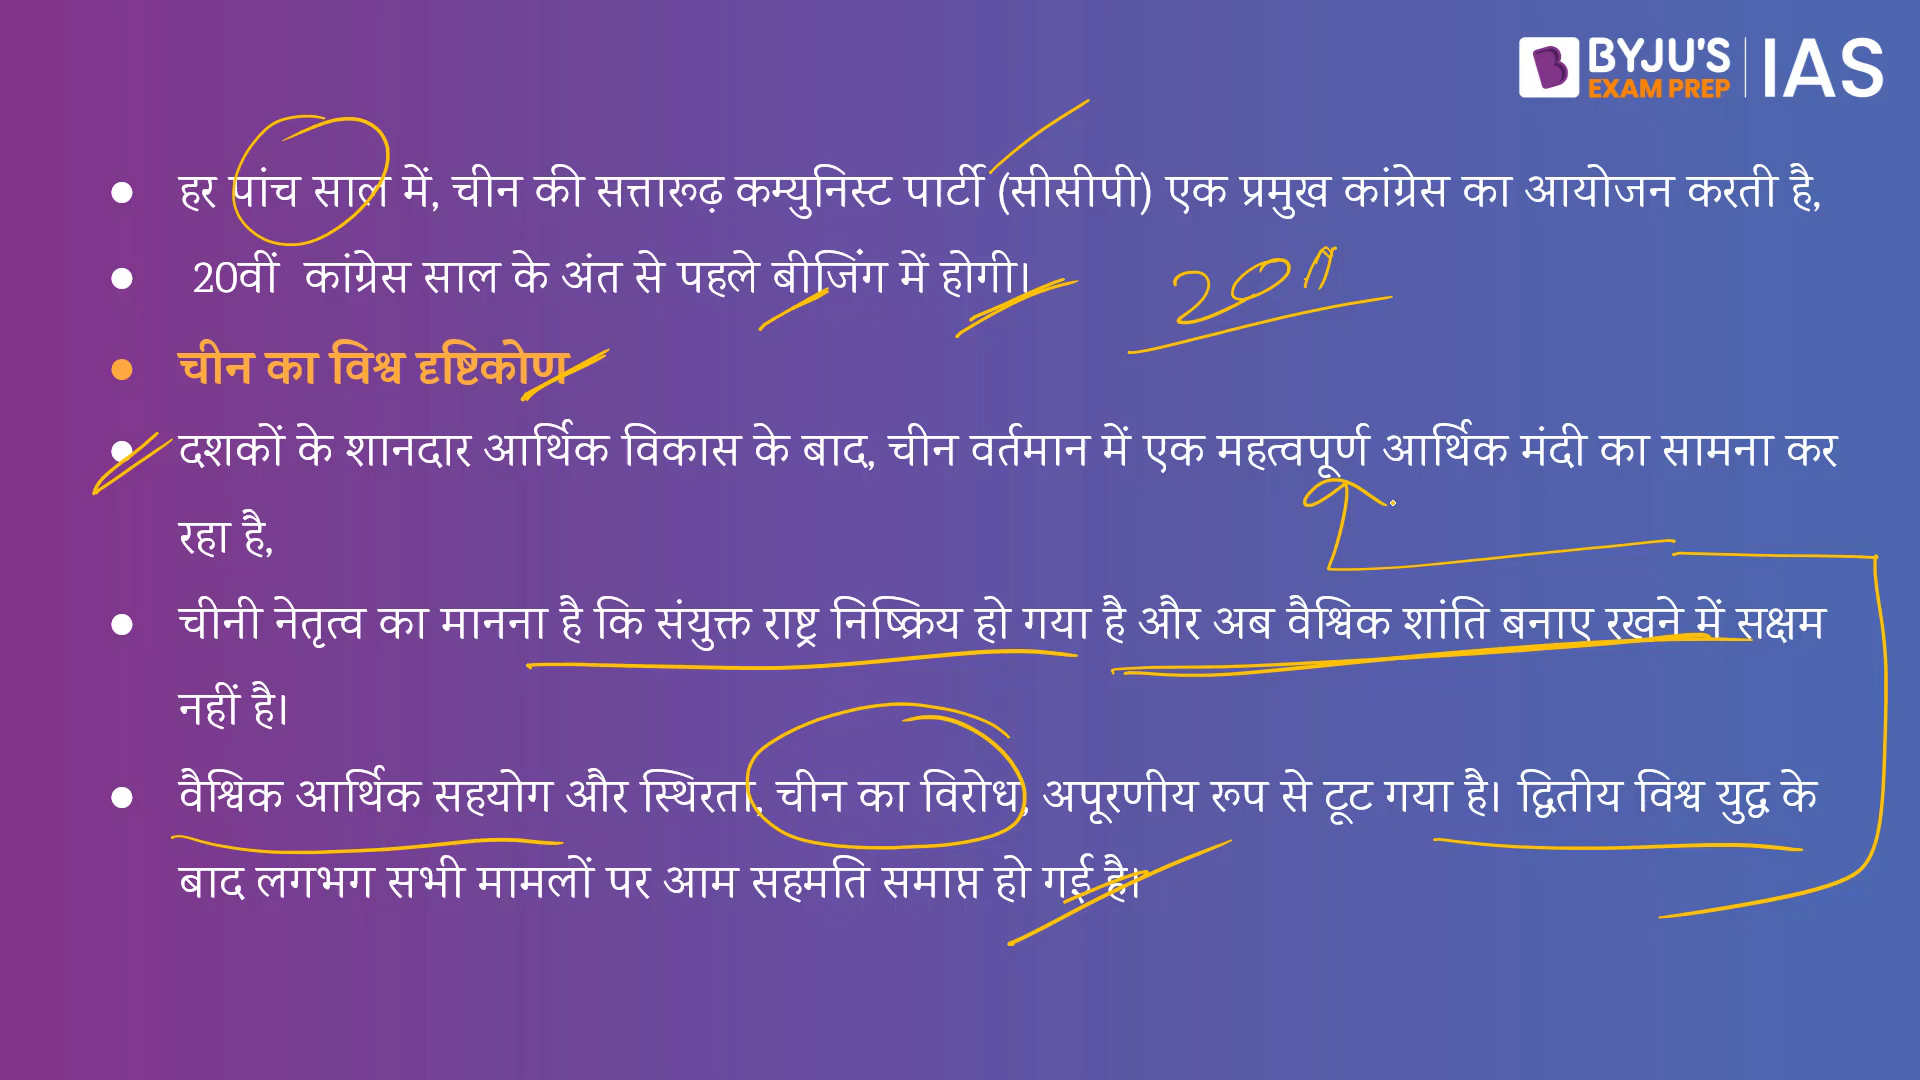 BYJU'S
EXAM PREP
IAS
हर पांच साल में, चीन की सत्तारूढ़ कम्युनिस्ट पार्टी (सीसीपी) एक प्रमुख कांग्रेस का आयोजन करती है,
20वीं कांग्रेस साल के अंत से पहले बीजिंग में होगी।
चीन का विश्व दृष्टिकोण
दशकों के शानदार आर्थिक विकास के बाद, चीन वर्तमान में एक महत्वपूर्ण आर्थिक मंदी का सामना कर
रहा है,
चीनी नेतृत्व का मानना है कि संयुक्त राष्ट्र निष्क्रिय हो गया है और अब वैश्विक शांति बनाए रखने में सक्षम
नहीं है।
वैश्विक आर्थिक सहयोग और स्थिरता, चीन का विरोध, अपूरणीय रूप से टूट गया है। द्वितीय विश्व युद्ध के
बाद लगभग सभी मामलों पर आम सहमति समाप्त हो गई है।